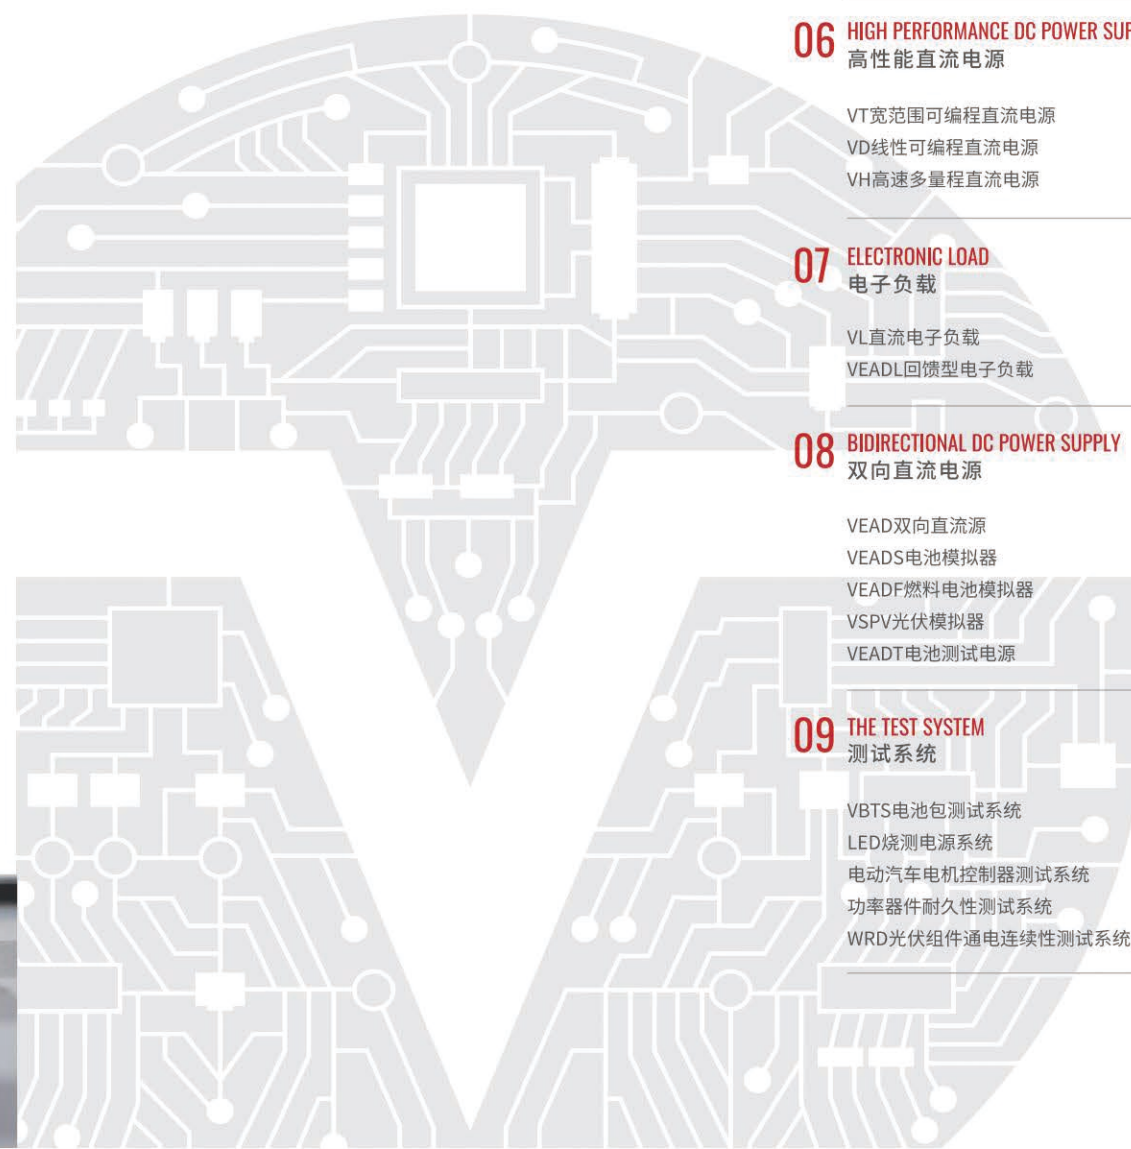 06
HIGH PERFORMANCE DC POWER
高性能直流电源
VT宽范围可编程直流电源
VD线性可编程直流电源
VH高速多量程直流电源
07
ELECTRONIC LOAD
电子负载
VL直流电子负载
VEADL回馈型电子负载
08
BIDIRECTIONAL DC POWER SUPPLY
双向直流电源
VEAD双向直流源
VEADS电池模拟器
VEADF燃料电池模拟器
VSPV光伏模拟器
VEADT电池测试电源
09
THE TEST SYSTEM
测试系统
VBTS电池包测试系统
LED烧测电源系统
电动汽车电机控制器测试系统
功率器件耐久性测试系统
WRD光伏组件通电连续性测试系统